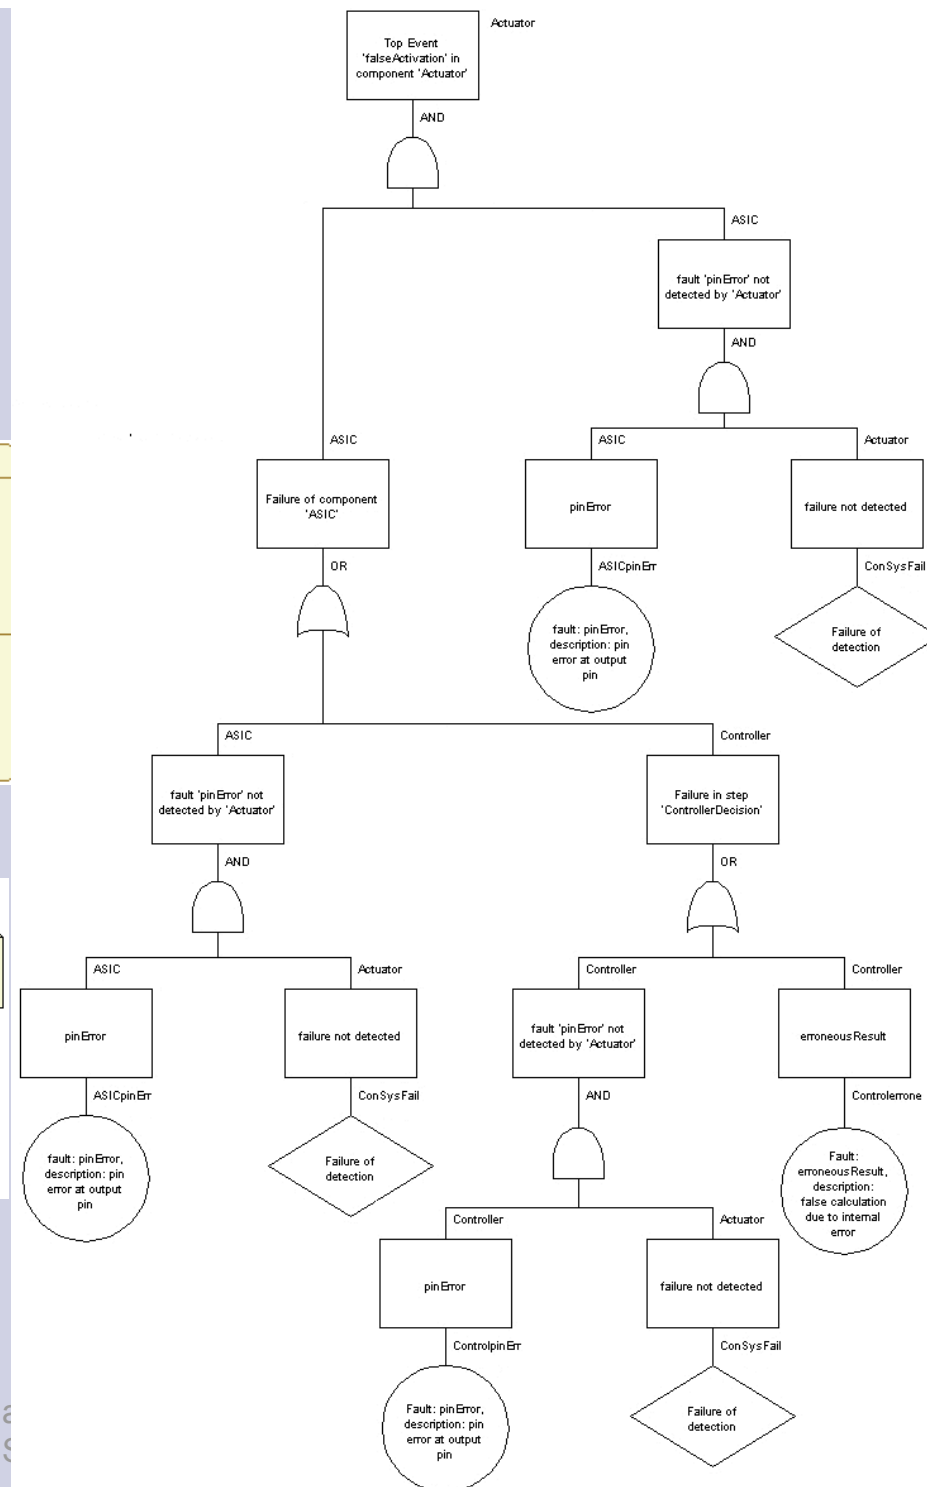 Actuator
Top Event
'falseActivation' in
component 'Actuator'
AND
ASIC
fault 'pinError' not
detected by 'Actuator'
AND
ASIC
ASIC
Actuator
Failure of component
'ASIC'
pinError
failure not detected
OR
ASICpinErr
ConSysFail
fault: pinError,
description: pin
error at output
pin
Failure of
detection
ASIC
Controller
fault 'pinError' not
detected by 'Actuator'
Failure in step
'ControllerDecision'
AND
OR
ASIC
Actuator
Controller
Controller
pinError
failure not detected
fault 'pinError' not
detected by 'Actuator'
erroneousResult
ASICpinErr
ConSysFail
AND
Controlerrone
fault: pinError,
description: pin
error at output
pin
Failure of
detection
Fault:
erroneousResult,
description:
false calculation
due to internal
error
Controller
Actuator
pinError
failure not detected
ControlpinErr
ConSysFail
Fault: pinError,
description: pin
error at output
pin
Failure of
detection